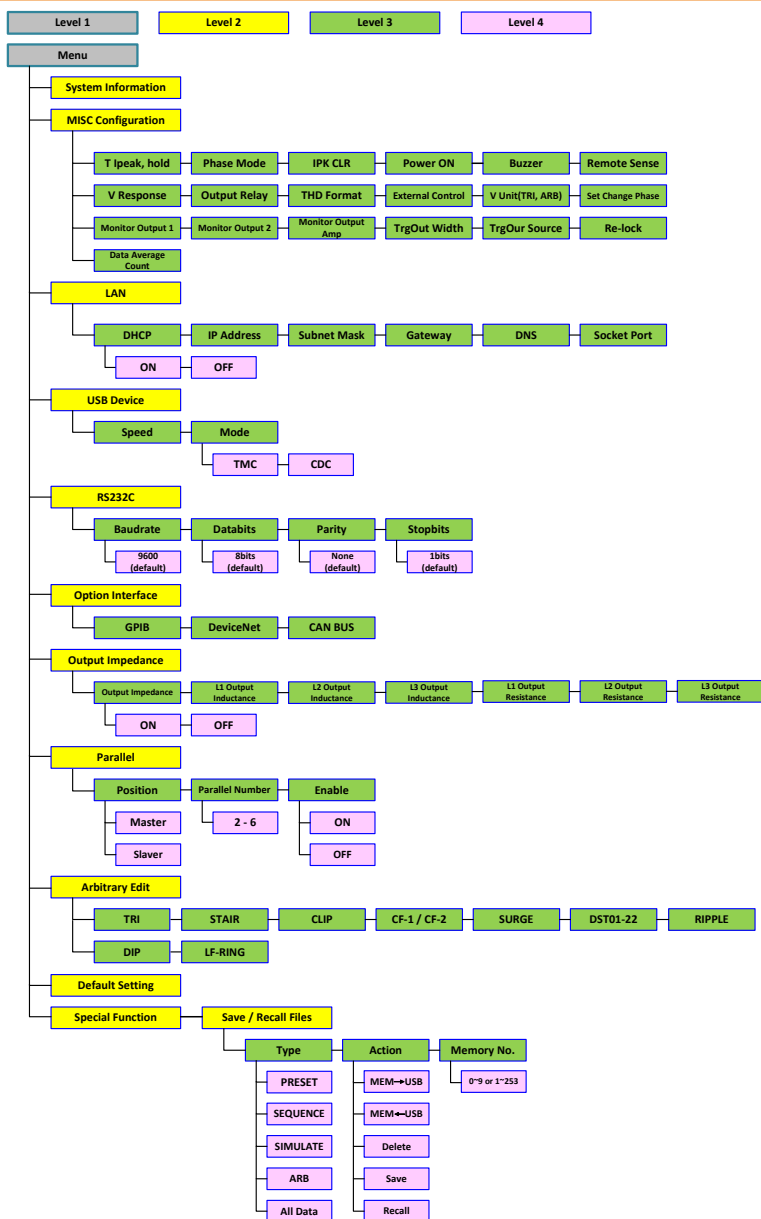 Level 1 Level 2 Level 3 Level 4
Menu
System Information
MISC Configuration
T Ipeak, hold Phase Mode IPK CLR Power ON Buzzer Remote Sense
V Response Output Relay THD Format External Control V Unit(TRI, ARB) Set Change Phase
Monitor Output 1 Monitor Output 2 Monitor Output Amp TrgOut Width TrgOur Source Re-lock
Data Average Count
LAN
DHCP IP Address Subnet Mask Gateway DNS Socket Port
ON OFF
USB Device
Speed Mode
TMC CDC
RS232C
Baudrate Databits Parity Stopbits
9600 (default) 8bits (default) None (default) 1bits (default)
Option Interface
GPIB DeviceNet CAN BUS
Output Impedance
Output Impedance L1 Output Inductance L2 Output Inductance L3 Output Inductance L1 Output Resistance L2 Output Resistance L3 Output Resistance
ON OFF
Parallel
Position Parallel Number Enable
Master 2 - 6 ON
Slaver OFF
Arbitrary Edit
TRI STAIR CLIP CF-1 / CF-2 SURGE DST01-22 RIPPLE
DIP LF-RING
Default Setting
Special Function Save / Recall Files
Type Action Memory No.
PRESET MEM→USB 0~9 or 1~253
SEQUENCE MEM←USB
SIMULATE Delete
ARB Save
All Data Recall